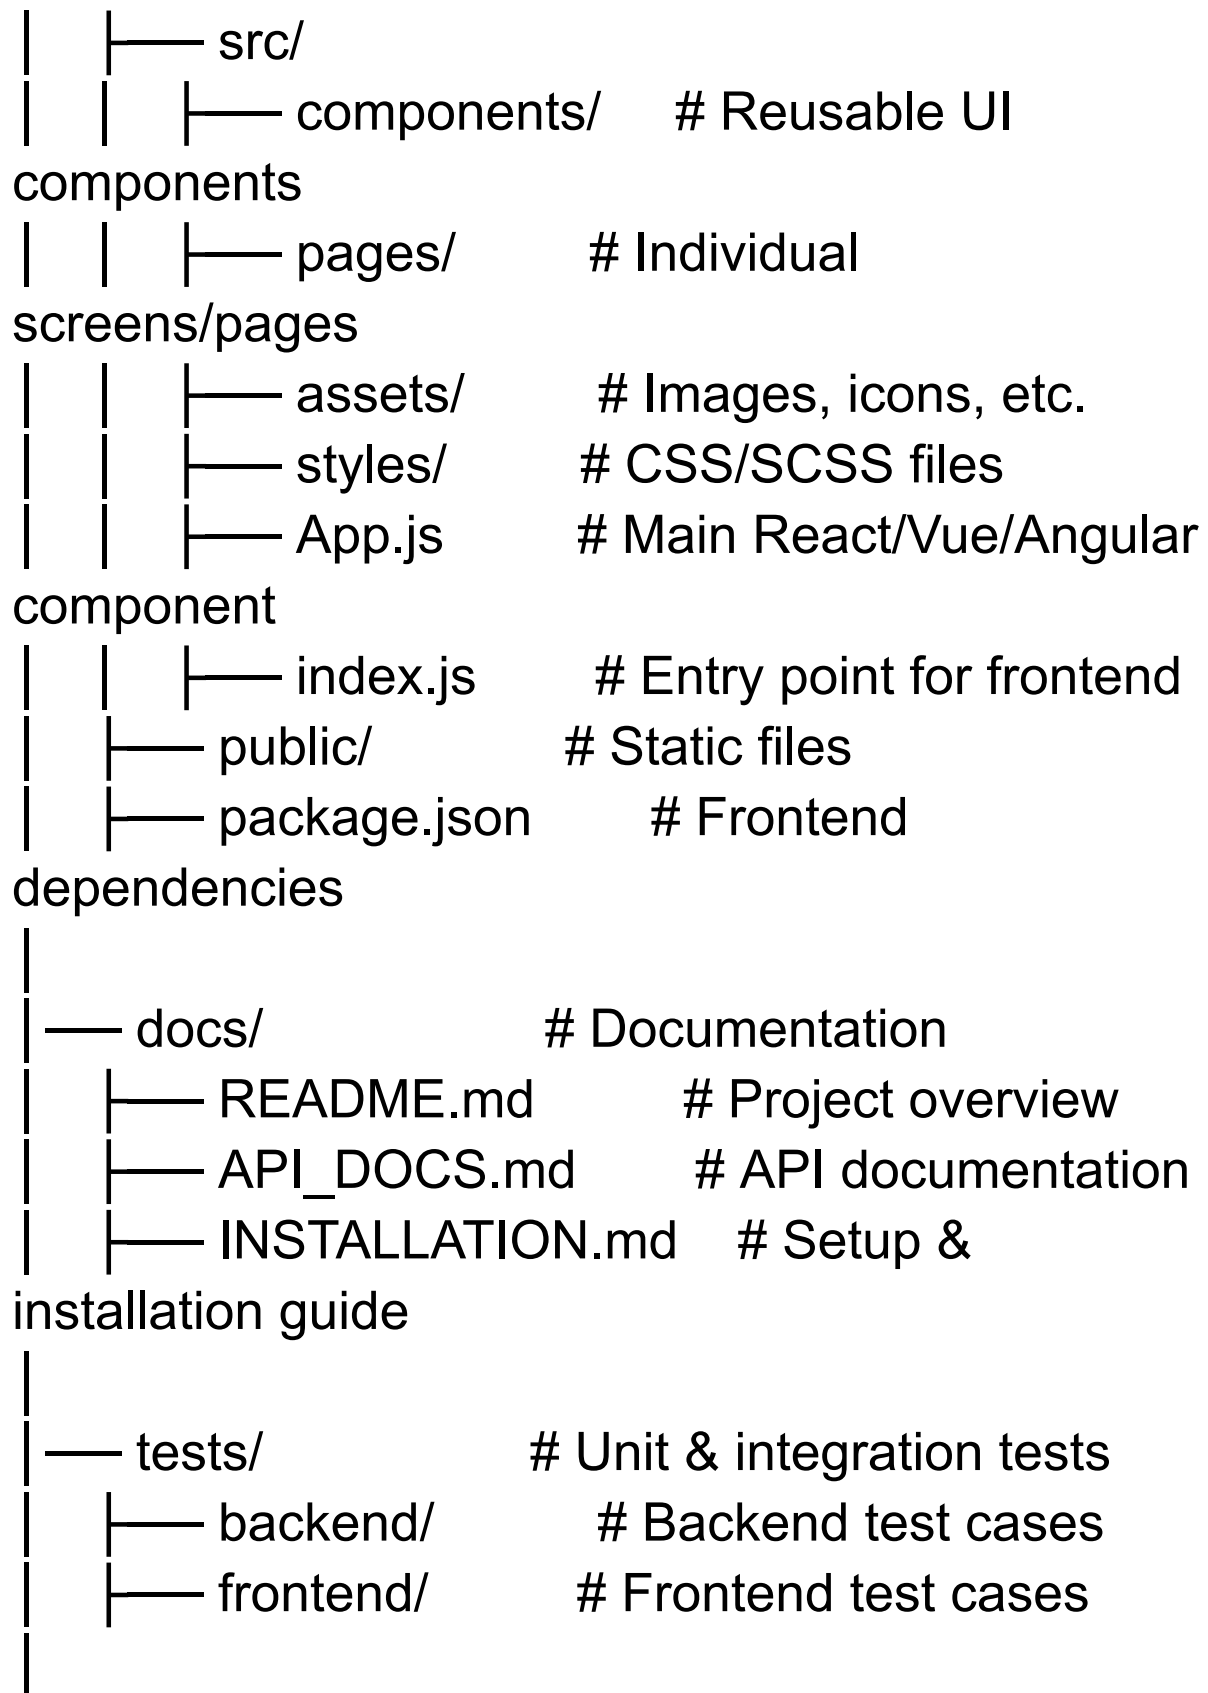 │   ├── src/
│   │   ├── components/    # Reusable UI
components
│   │   ├── pages/         # Individual
screens/pages
│   │   ├── assets/        # Images, icons, etc.
│   │   ├── styles/        # CSS/SCSS files
│   │   ├── App.js         # Main React/Vue/Angular
component
│   │   ├── index.js        # Entry point for frontend
│   ├── public/             # Static files
│   ├── package.json        # Frontend
dependencies
│
│── docs/                   # Documentation
│   ├── README.md           # Project overview
│   ├── API_DOCS.md         # API documentation
│   ├── INSTALLATION.md    # Setup &
installation guide
│
│── tests/                  # Unit & integration tests
│   ├── backend/            # Backend test cases
│   ├── frontend/           # Frontend test cases
│